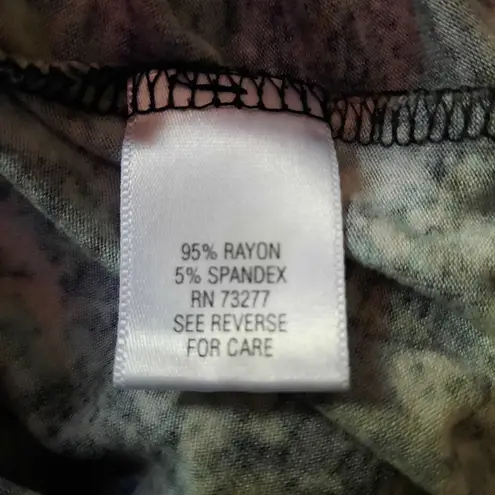 95% RAYON
5% SPANDEX
RN 73277
SEE REVERSE
FOR CARE